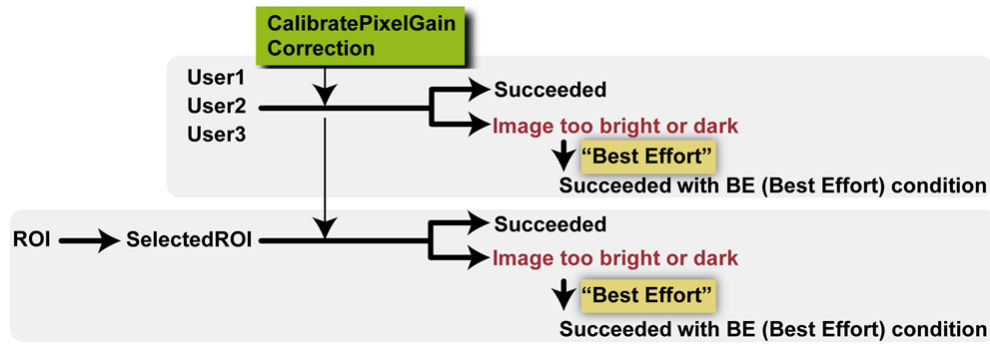 CalibratePixelGain
Correction
User1
User2
User3
Succeeded
Image too bright or dark
“Best Effort”
Succeeded with BE (Best Effort) condition
ROI
SelectedROI
Succeeded
Image too bright or dark
“Best Effort”
Succeeded with BE (Best Effort) condition